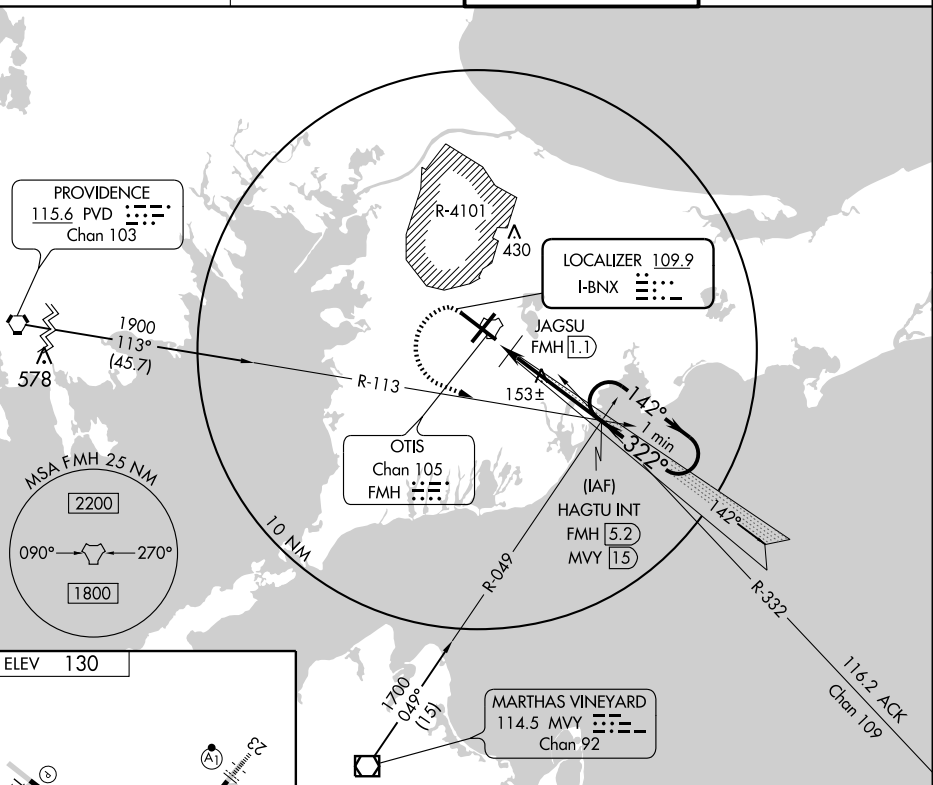 PROVIDENCE
115.6 PVD
Chan 103
R-4101
430
LOCALIZER 109.9
I-BNX
578
1900
113°
(45.7)
R-113
JAGSU
FMH 1.1
153±
142°
1 min
322°
OTIS
Chan 105
FMH
(IAF)
HAGTU INT
FMH 5.2
MVY 15
142°
MSA FMH 25 NM
2200
090°
270°
1800
10 NM
R-049
R-332
116.2 ACK
Chan 109
1700
049°
(15)
ELEV 130
MARTHAS VINEYARD
114.5 MVY
Chan 92
A1
23
P